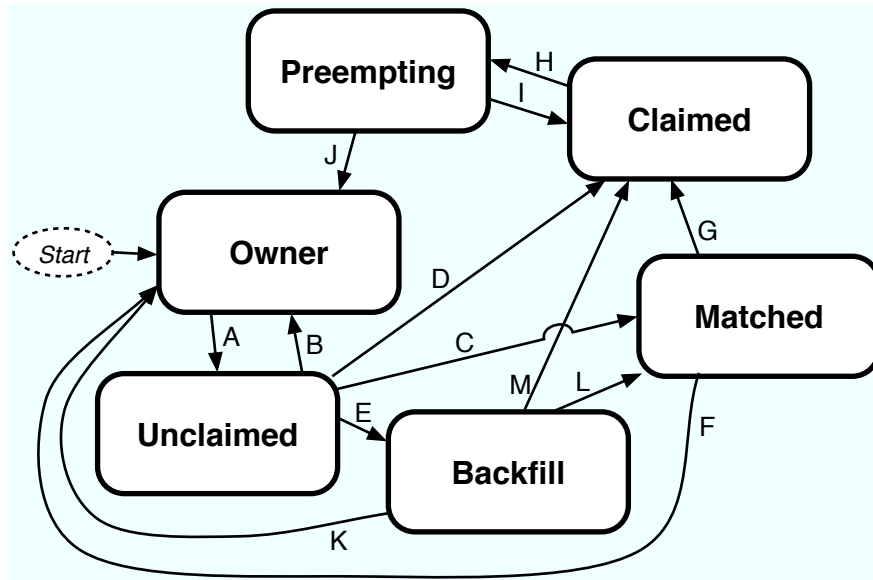 Preempting
H
Claimed
I
J
Start
Owner
G
D
Matched
A
B
C
M
L
E
F
Unclaimed
Backfill
K